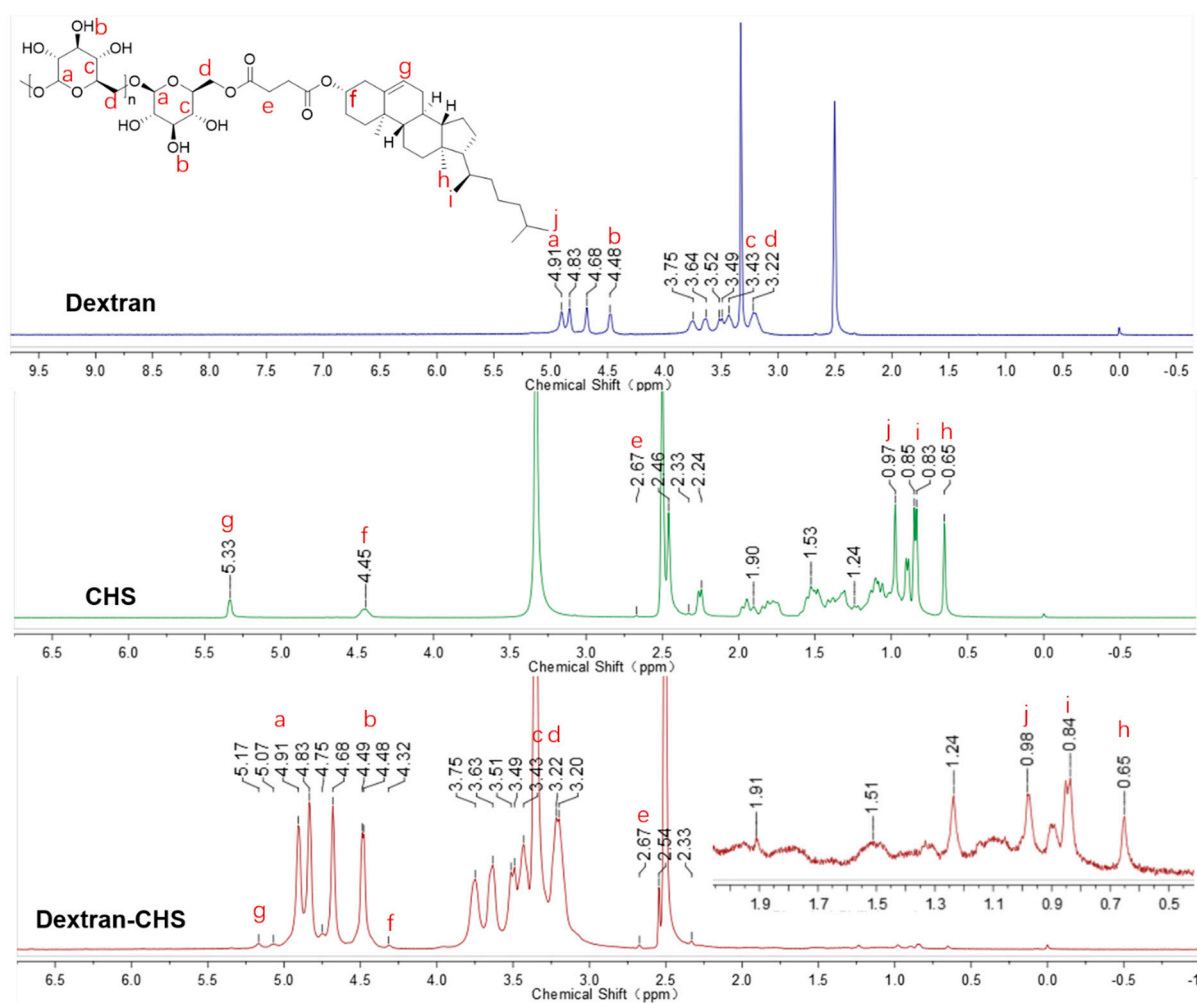 b
OH
HO
OH
a
O
c
O
O
d
n
O
a
O
c
d
O
O
e
O
O
f
g
H
H
H
HO
OH
HO
OH
b
h
i
j
a
4.91
4.83
4.68
b
4.48
3.75
3.64
3.52
3.49
c
3.43
d
3.22
Dextran
9.5 9.0 8.5 8.0 7.5 7.0 6.5 6.0 5.5 5.0 4.5 4.0 3.5 3.0 2.5 2.0 1.5 1.0 0.5 0.0 -0.5
Chemical Shift (ppm)
g
5.33
f
4.45
e
2.67
2.46
2.33
2.24
1.90
1.53
1.24
j
0.97
i
0.85
0.83
h
0.65
CHS
6.5 6.0 5.5 5.0 4.5 4.0 3.5 3.0 2.5 2.0 1.5 1.0 0.5 0.0 -0.5
Chemical Shift (ppm)
a
5.17
5.07
4.91
4.83
4.75
4.68
b
4.49
4.48
4.32
3.75
3.63
3.51
3.49
c
3.43
d
3.22
3.20
e
2.67
2.54
2.33
1.91
1.51
1.24
j
0.98
i
0.84
h
0.65
1.9 1.7 1.5 1.3 1.1 0.9 0.7 0.5
Dextran-CHS
g
f
6.5 6.0 5.5 5.0 4.5 4.0 3.5 3.0 2.5 2.0 1.5 1.0 0.5 0.0 -0.5
Chemical Shift (ppm)